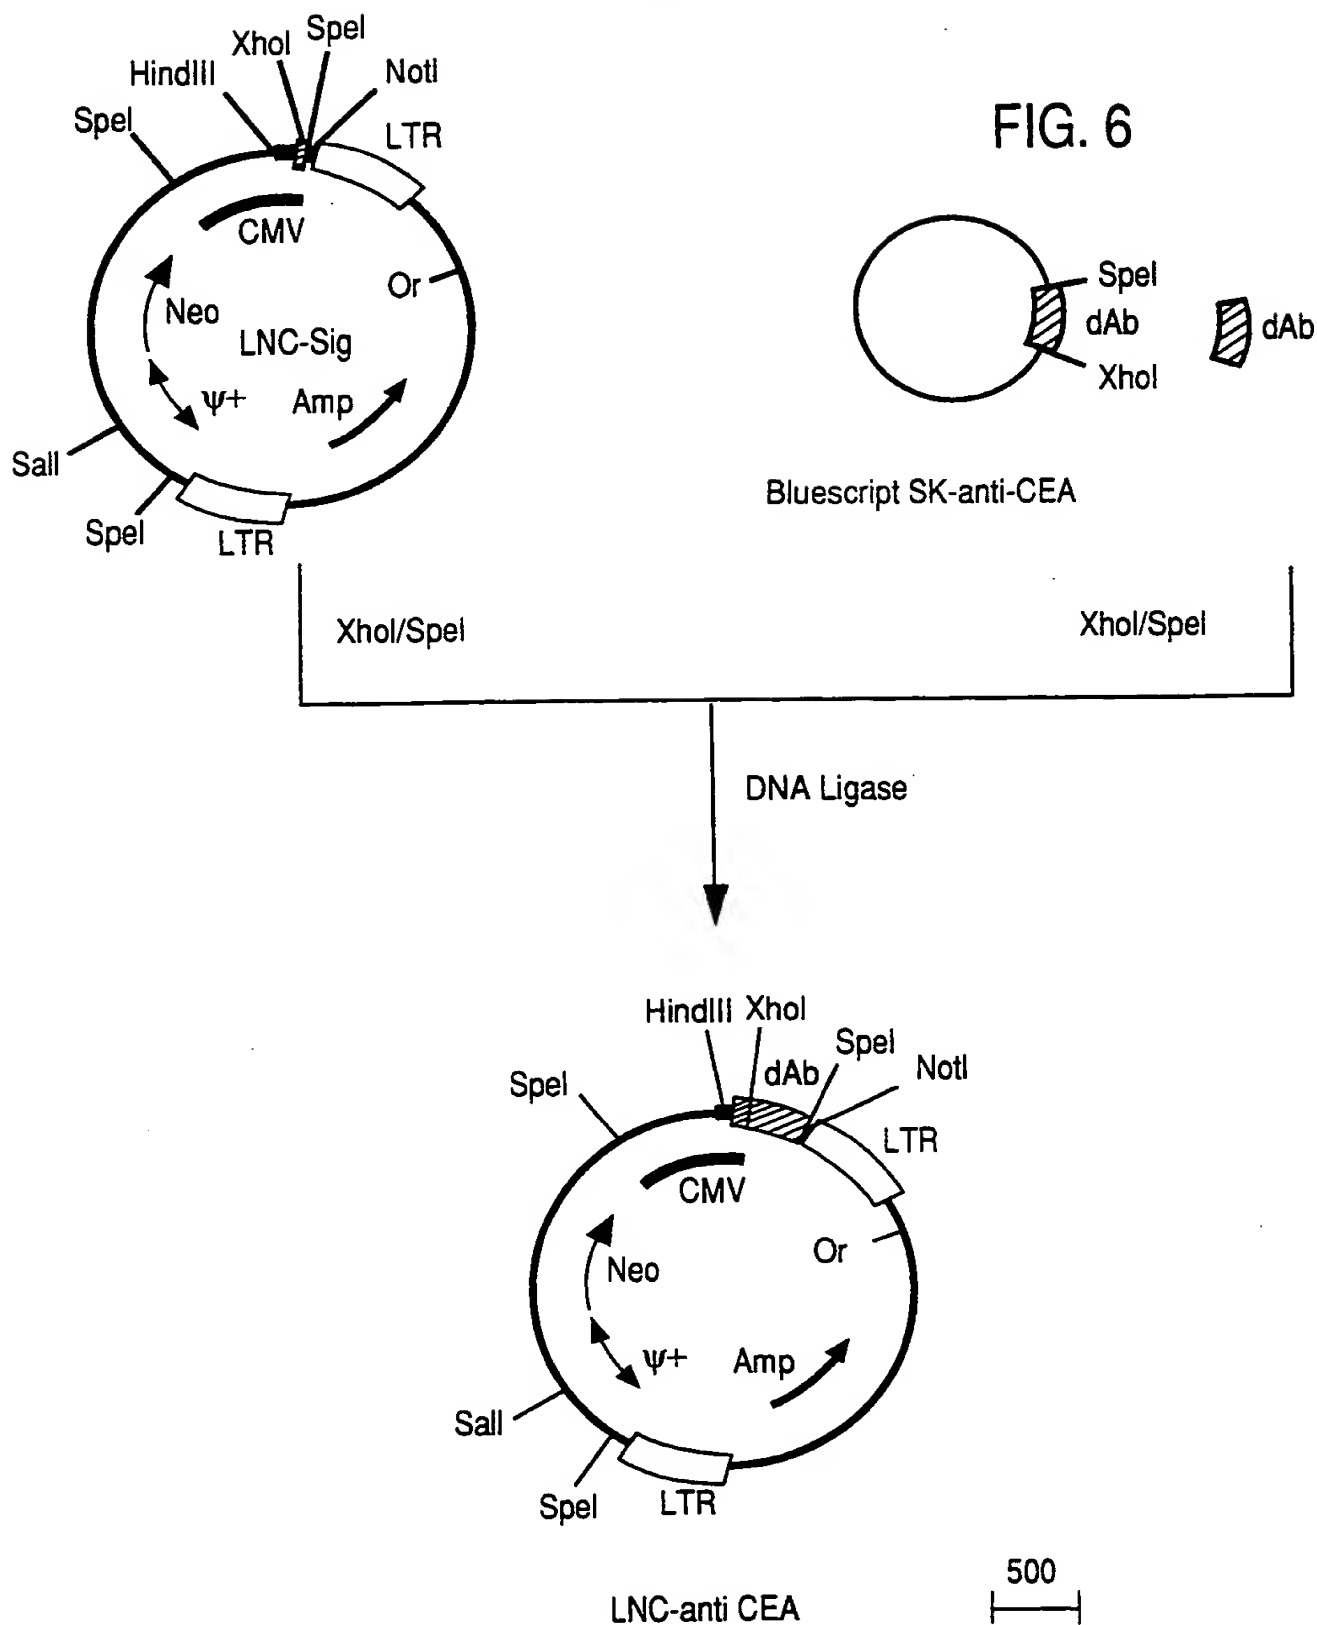 FIG. 6
SpeI
XhoI
HindIII
NotI
SpeI
LTR
CMV
Or
Neo
LNC-Sig
ψ+
Amp
SalI
SpeI
LTR
SpeI
dAb
XhoI
dAb
Bluescript SK-anti-CEA
XhoI/SpeI
XhoI/SpeI
DNA Ligase
HindIII
XhoI
SpeI
dAb
NotI
SpeI
LTR
CMV
Or
Neo
ψ+
Amp
SalI
SpeI
LTR
500
LNC-anti CEA